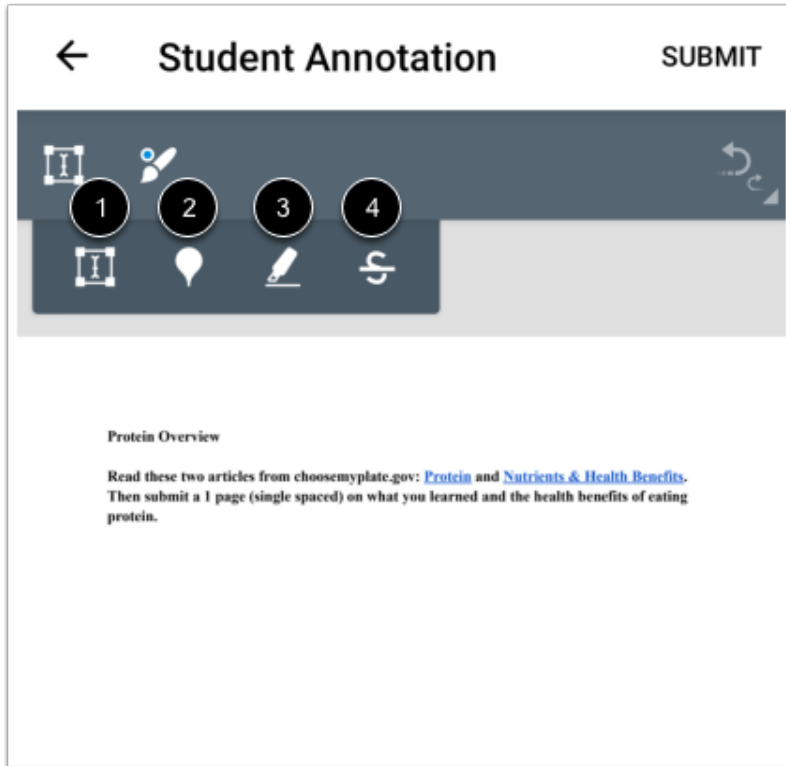 Student Annotation SUBMIT
1 2 3 4
Protein Overview
Read these two articles from choosemyplate.gov: Protein and Nutrients & Health Benefits.
Then submit a 1 page (single spaced) on what you learned and the health benefits of eating
protein.